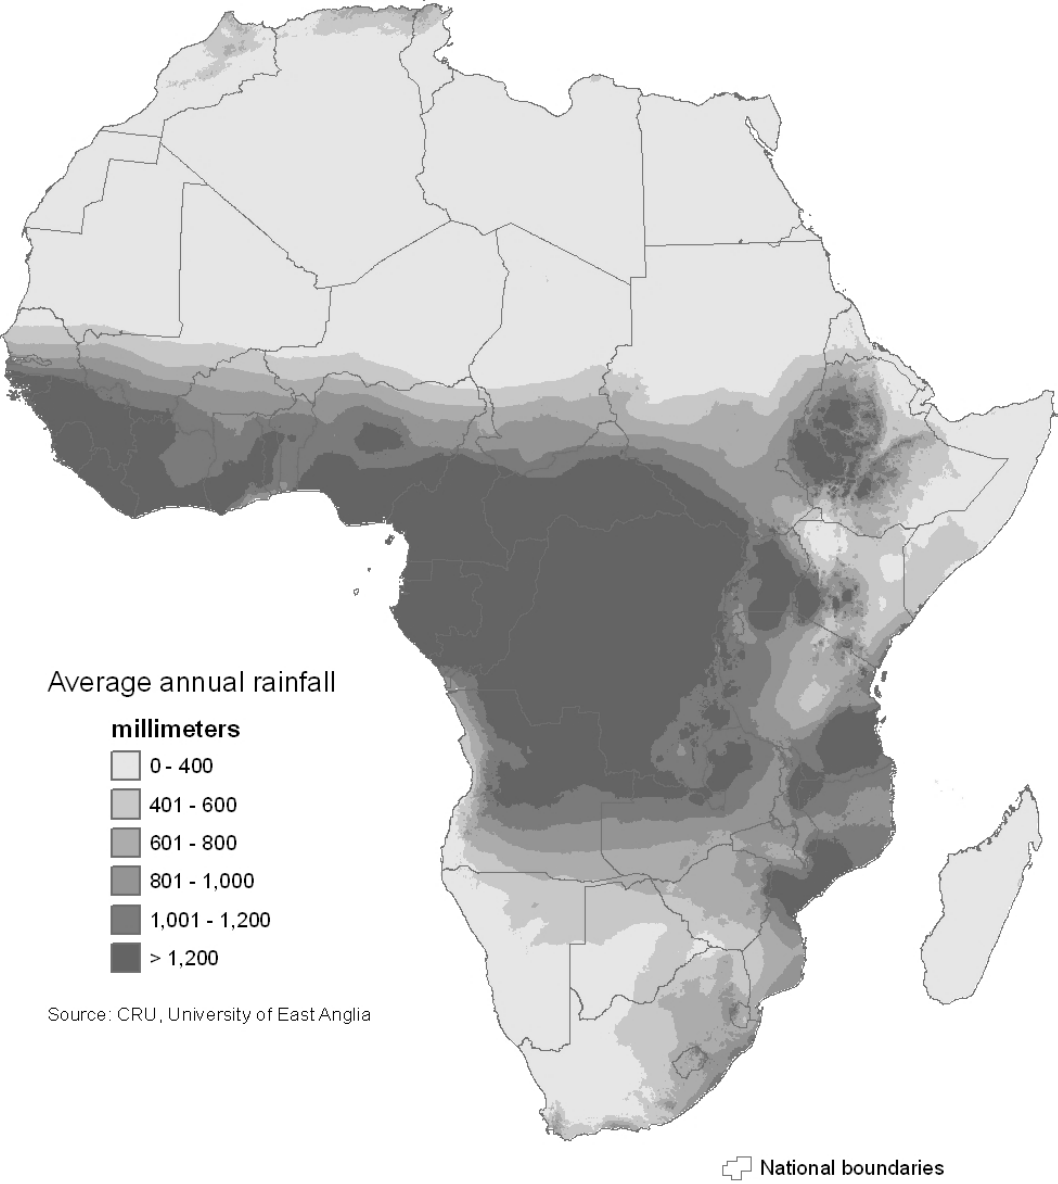 Average annual rainfall
millimeters
0 - 400
401 - 600
601 - 800
801 - 1,000
1,001 - 1,200
> 1,200
Source: CRU, University of East Anglia
National boundaries